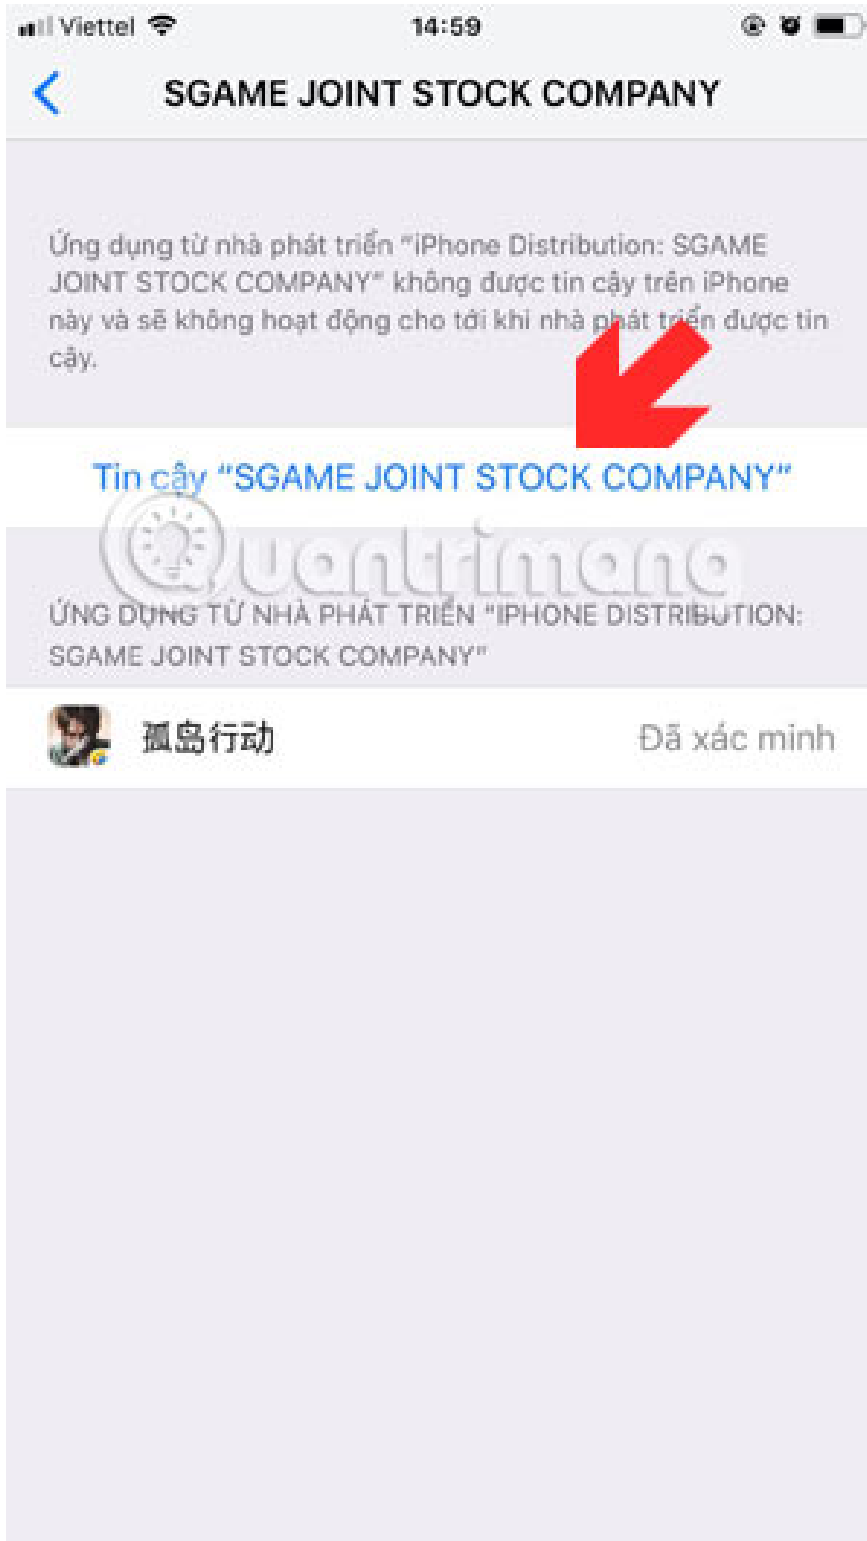 Viettel 14:59
SGAME JOINT STOCK COMPANY
Ứng dụng từ nhà phát triển "iPhone Distribution: SGAME
JOINT STOCK COMPANY" không được tin cậy trên iPhone
này và sẽ không hoạt động cho tới khi nhà phát triển được tin
cậy.
Tin cậy "SGAME JOINT STOCK COMPANY"
Quantrimang
ỨNG DỤNG TỪ NHÀ PHÁT TRIỂN "IPHONE DISTRIBUTION:
SGAME JOINT STOCK COMPANY"
孤岛行动 Đã xác minh